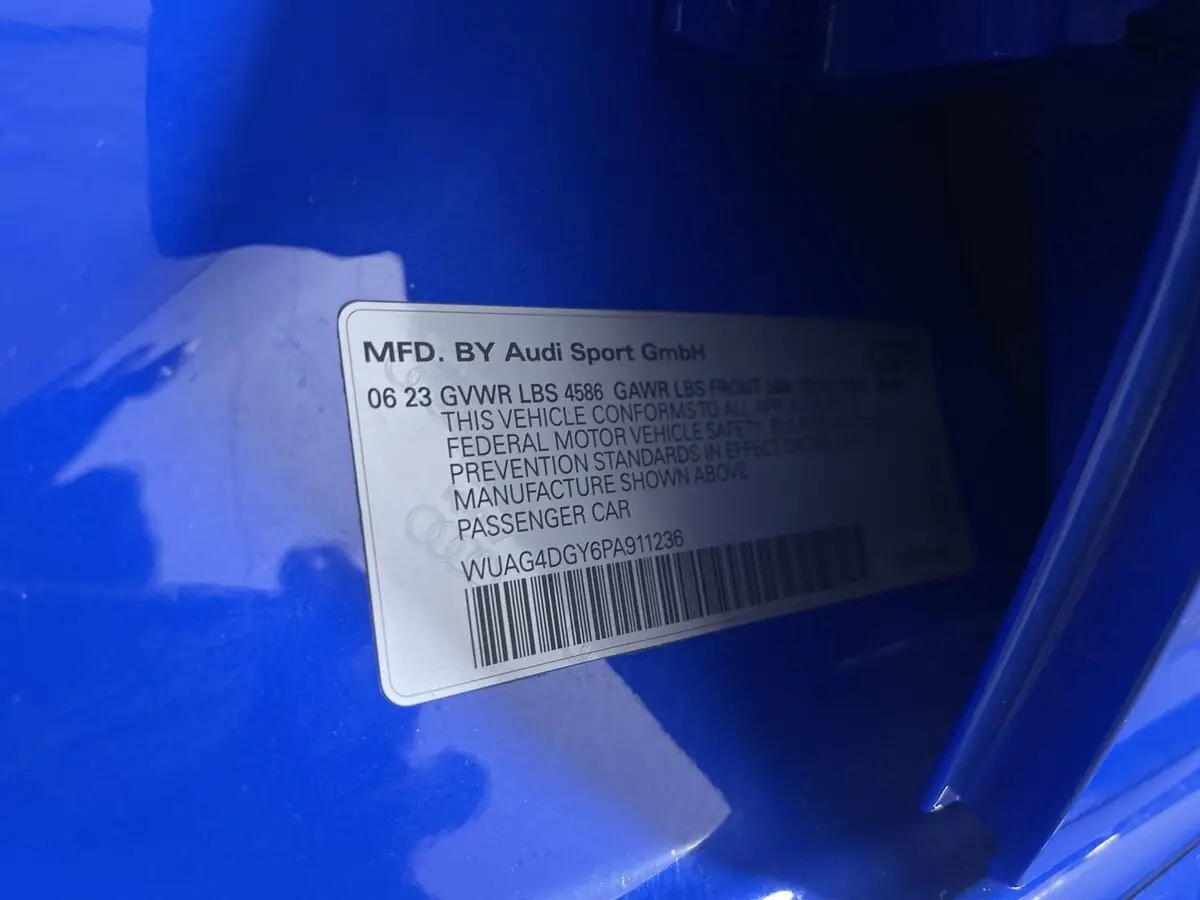 MFD. BY Audi Sport GmbH
06 23 GVWR LBS 4586 GAWR LBS FRONT
THIS VEHICLE CONFORMS TO ALL
FEDERAL MOTOR VEHICLE SAFETY
PREVENTION STANDARDS IN EFFECT
MANUFACTURE SHOWN ABOVE
PASSENGER CAR
WUAG4DGY6PA911236